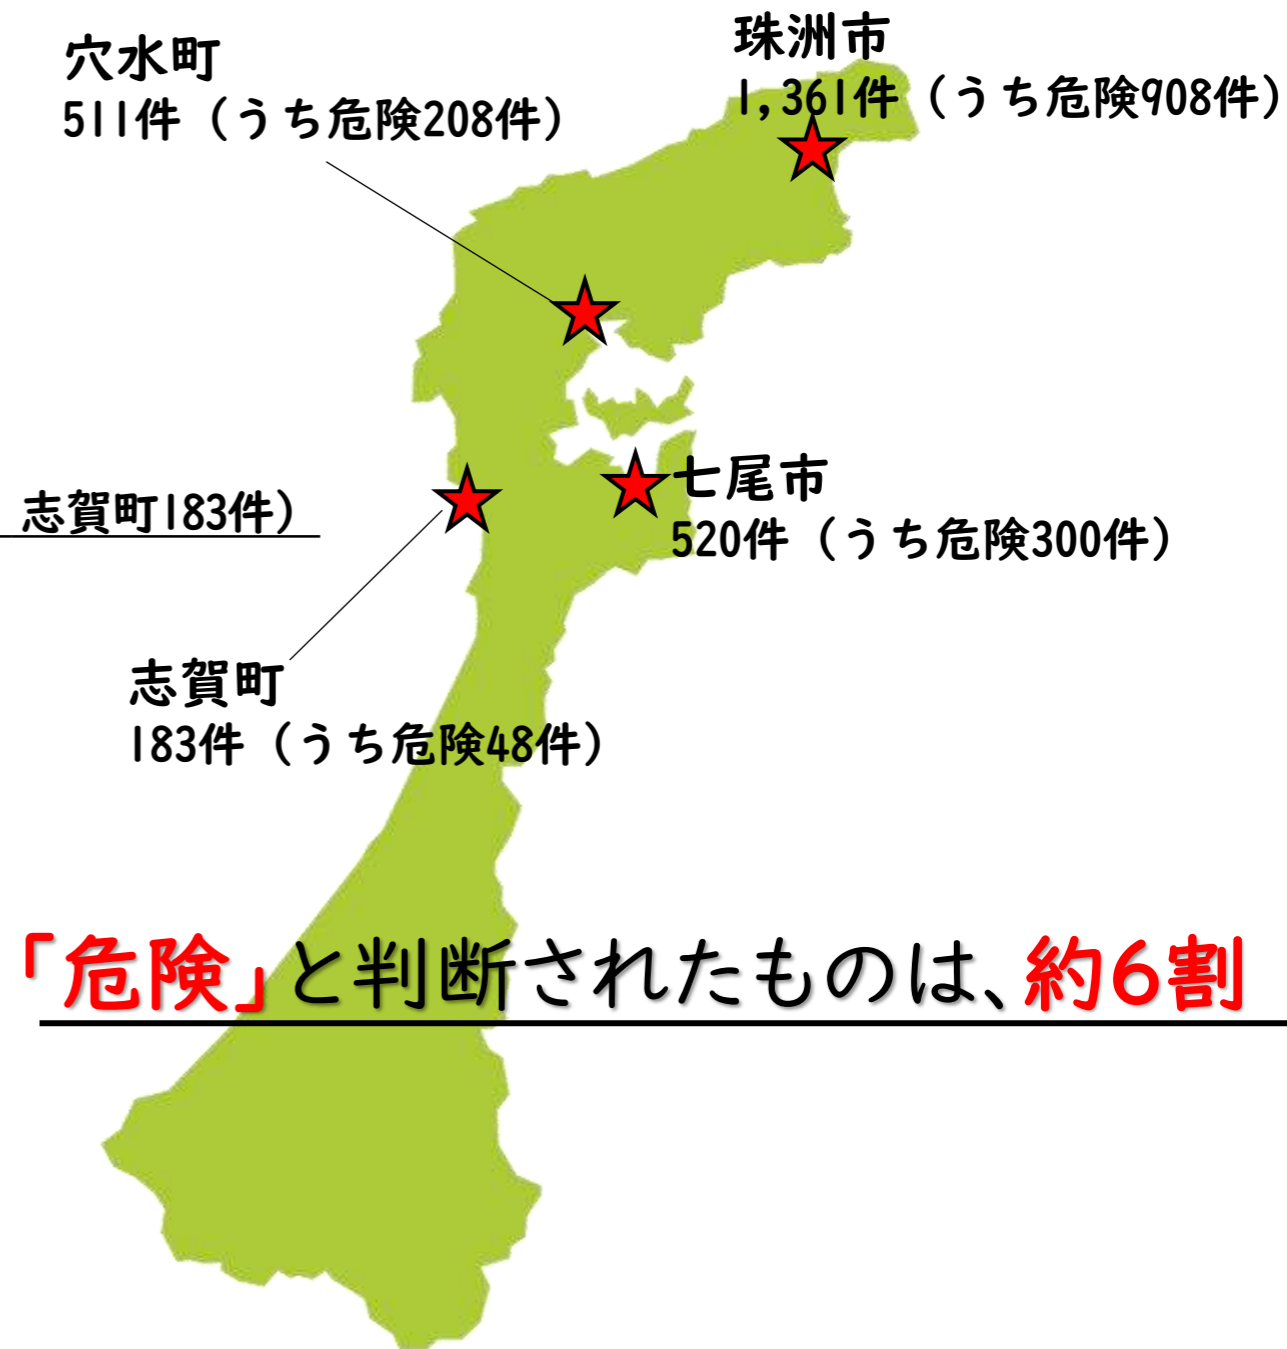 穴水町
511件（うち危険208件）
珠洲市
1,361件（うち危険908件）
七尾市
520件（うち危険300件）
志賀町183件）
志賀町
183件（うち危険48件）
「危険」と判断されたものは、約6割